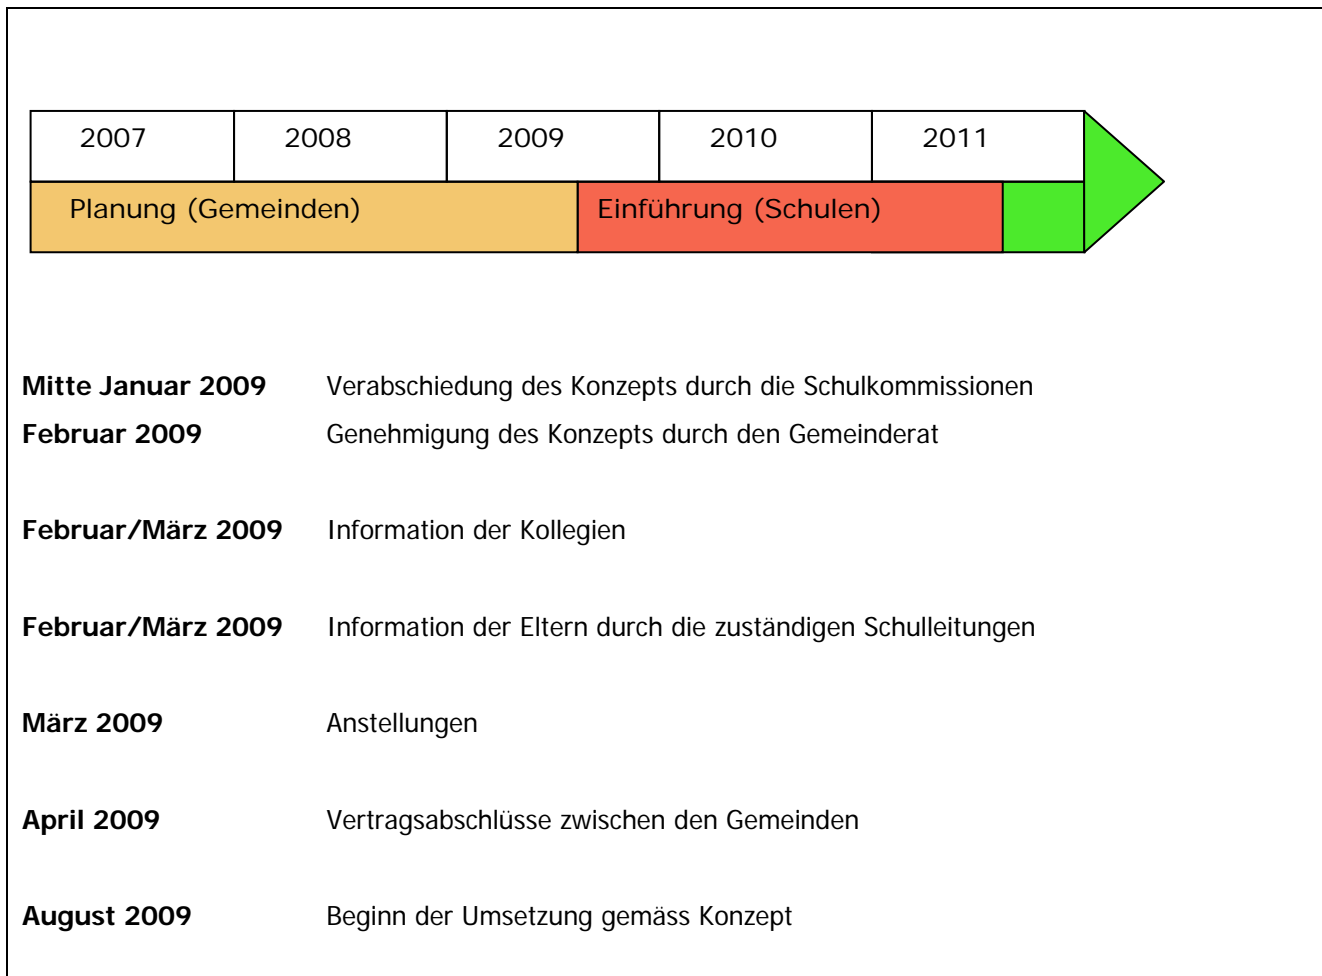 2007 2008 2009 2010 2011
Planung (Gemeinden) Einführung (Schulen)
Mitte Januar 2009 Verabschiedung des Konzepts durch die Schulkommissionen
Februar 2009 Genehmigung des Konzepts durch den Gemeinderat
Februar/März 2009 Information der Kollegien
Februar/März 2009 Information der Eltern durch die zuständigen Schulleitungen
März 2009 Anstellungen
April 2009 Vertragsabschlüsse zwischen den Gemeinden
August 2009 Beginn der Umsetzung gemäss Konzept